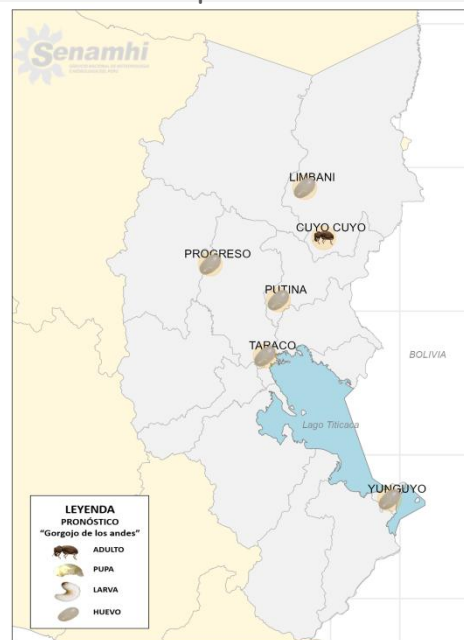 Senamhi
LIMBANI
CUYO CUYO
PROGRESO
PUTINA
TARACO
BOLIVIA
Lago Titicaca
YUNGUYO
LEYENDA
PRONÓSTICO
"Gorgojo de los andes"
ADULTO
PUPA
LARVA
HUEVO